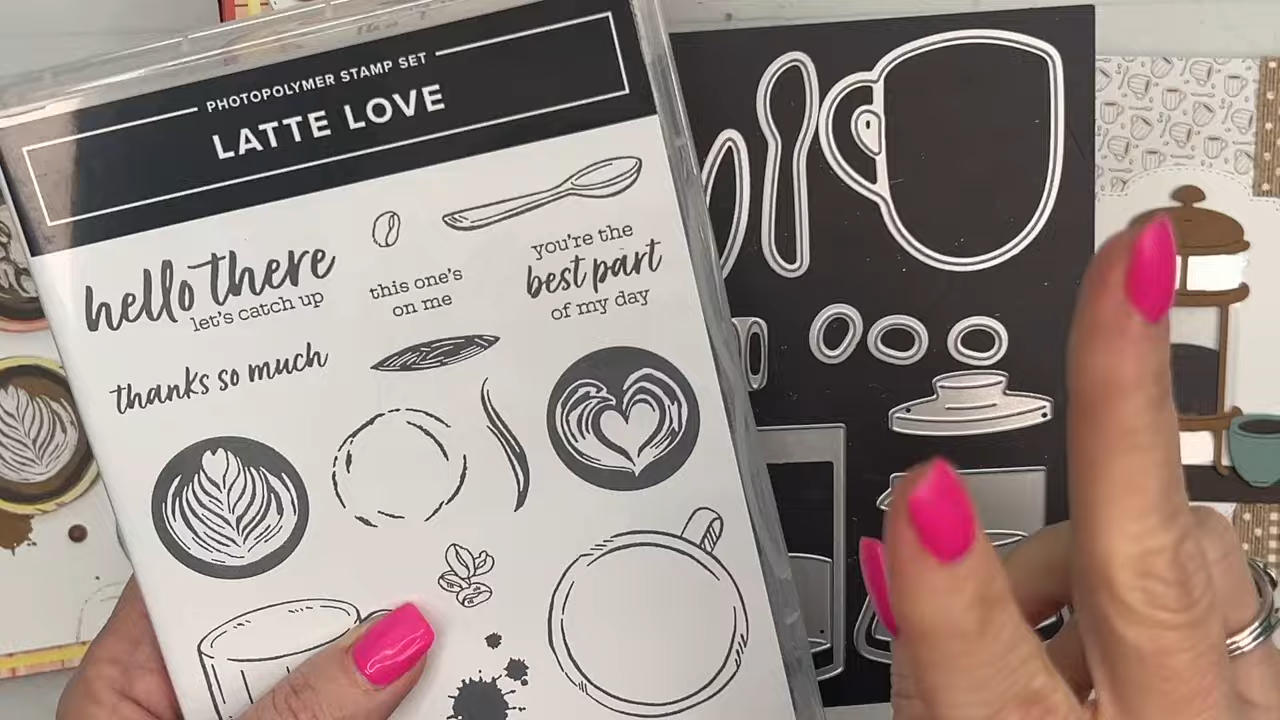 PHOTOPOLYMER STAMP SET
LATTE LOVE
hello there
let's catch up
this one's
on me
you're the
best part
of my day
thanks so much